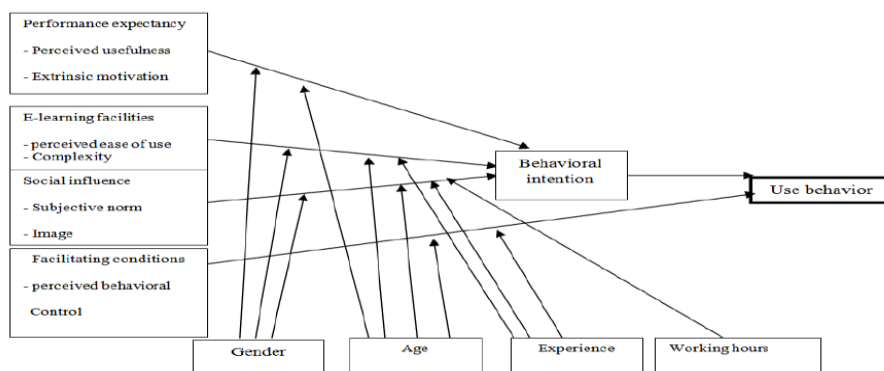 Performance expectancy
- Perceived usefulness
- Extrinsic motivation
E-learning facilities
- perceived ease of use
- Complexity
Social influence
- Subjective norm
- Image
Facilitating conditions
- perceived behavioral
Control
Behavioral
intention
Use behavior
Gender
Age
Experience
Working hours